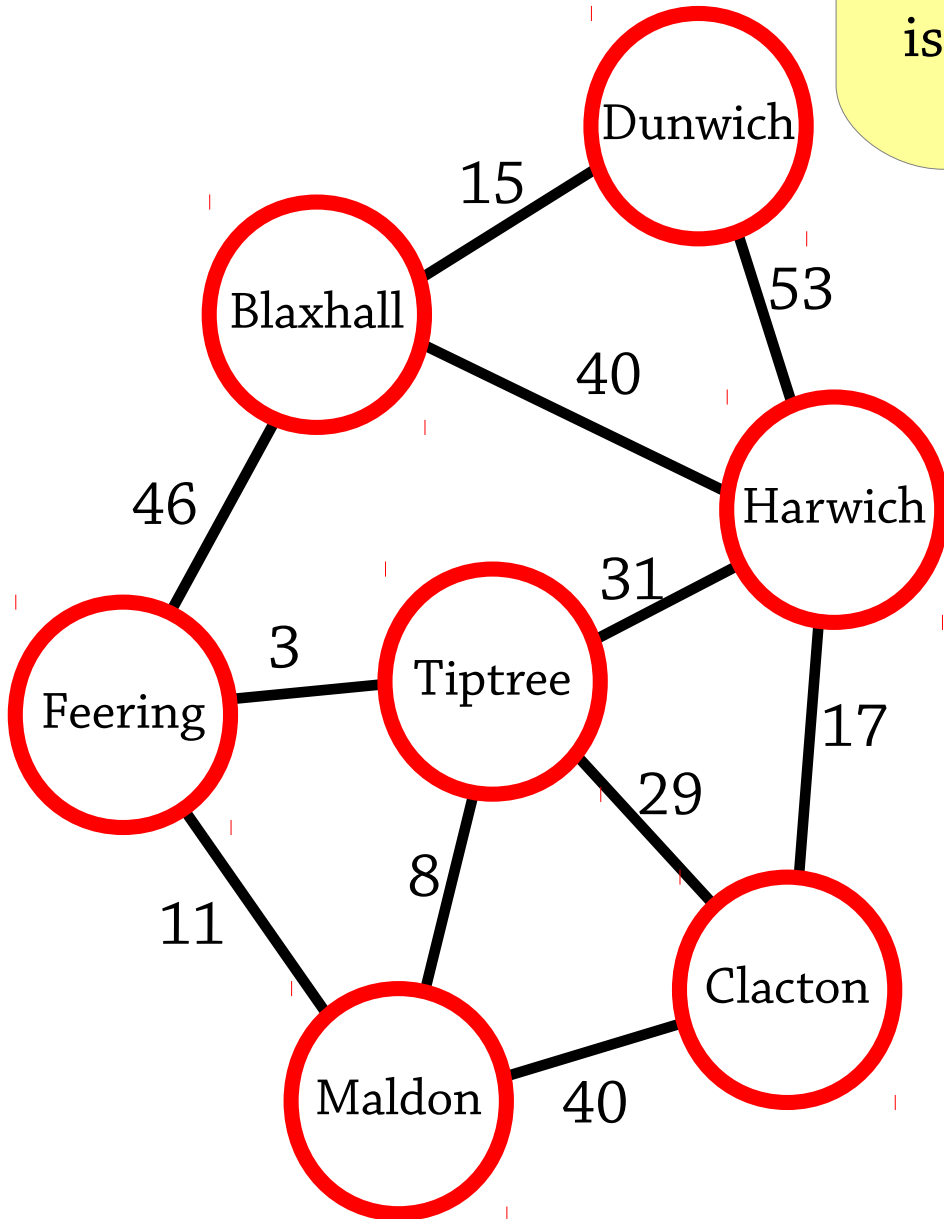 is
Dunwich
15
53
Blaxhall
40
46
Harwich
31
3
Tiptree
Feering
17
29
8
11
Clacton
Maldon
40